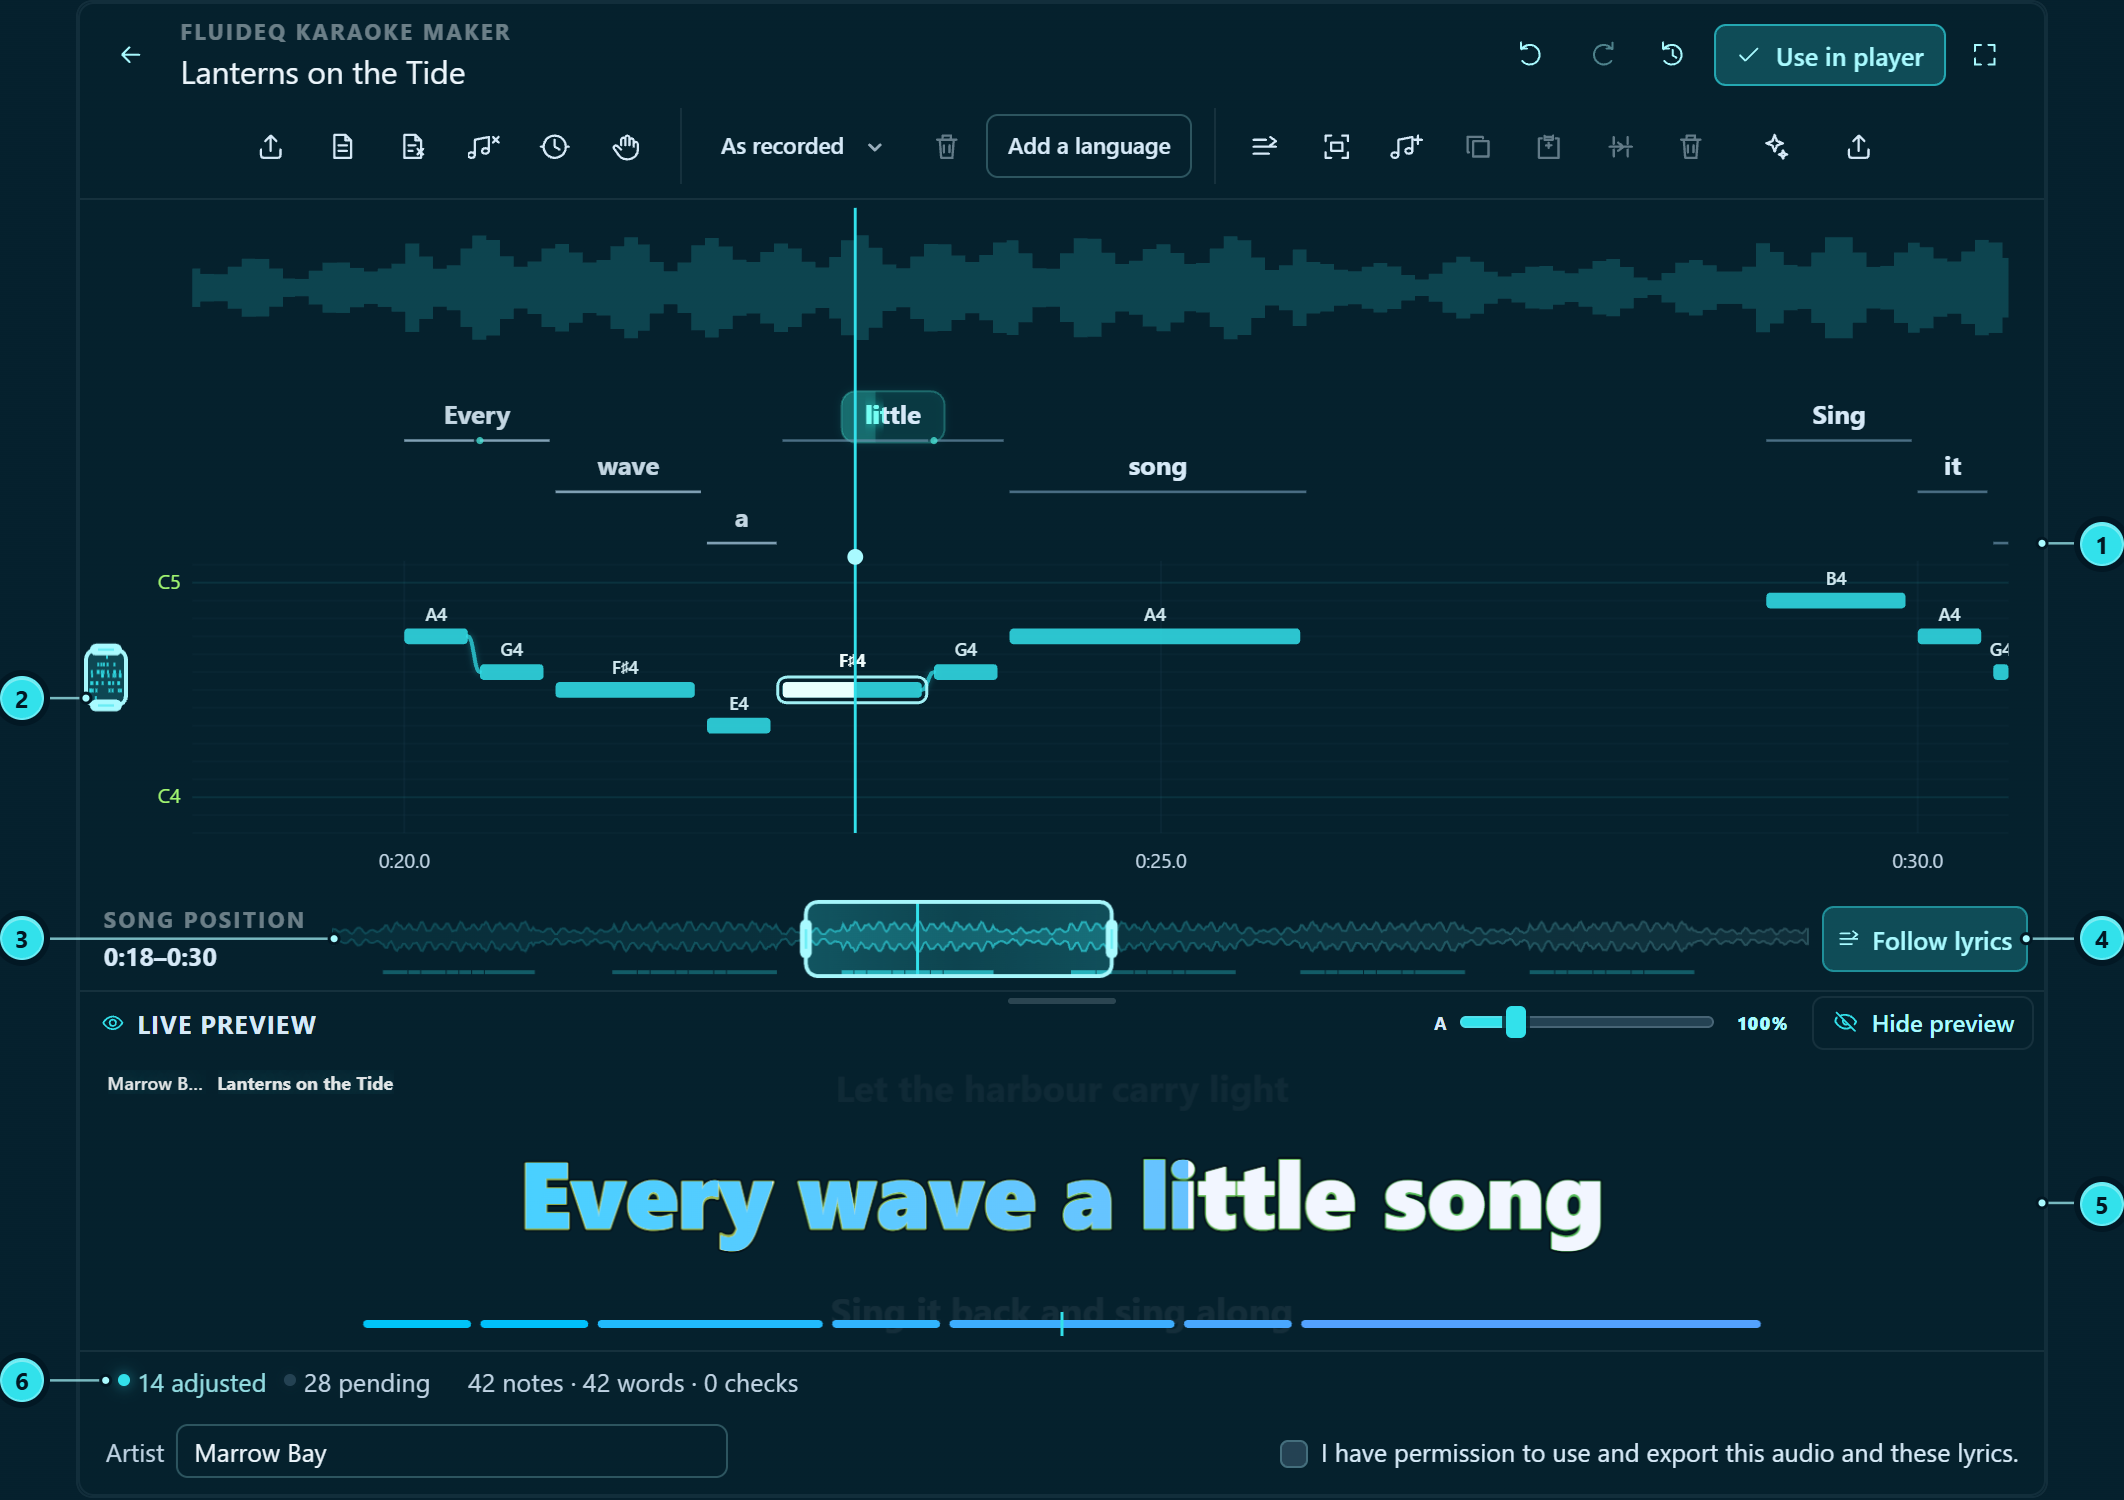 FLUIDEQ KARAOKE MAKER
Lanterns on the Tide
Use in player
As recorded
Add a language
Every
little
Sing
wave
song
it
a
1
C5
B4
A4
A4
A4
G4
G4
G4
F♯4
F♯4
E4
2
C4
0:20.0
0:25.0
0:30.0
SONG POSITION
0:18–0:30
3
Follow lyrics
4
LIVE PREVIEW
A
100%
Hide preview
Marrow B...
Lanterns on the Tide
Let the harbour carry light
Every wave a little song
5
Sing it back and sing along
6
14 adjusted
28 pending
42 notes · 42 words · 0 checks
Artist
Marrow Bay
I have permission to use and export this audio and these lyrics.